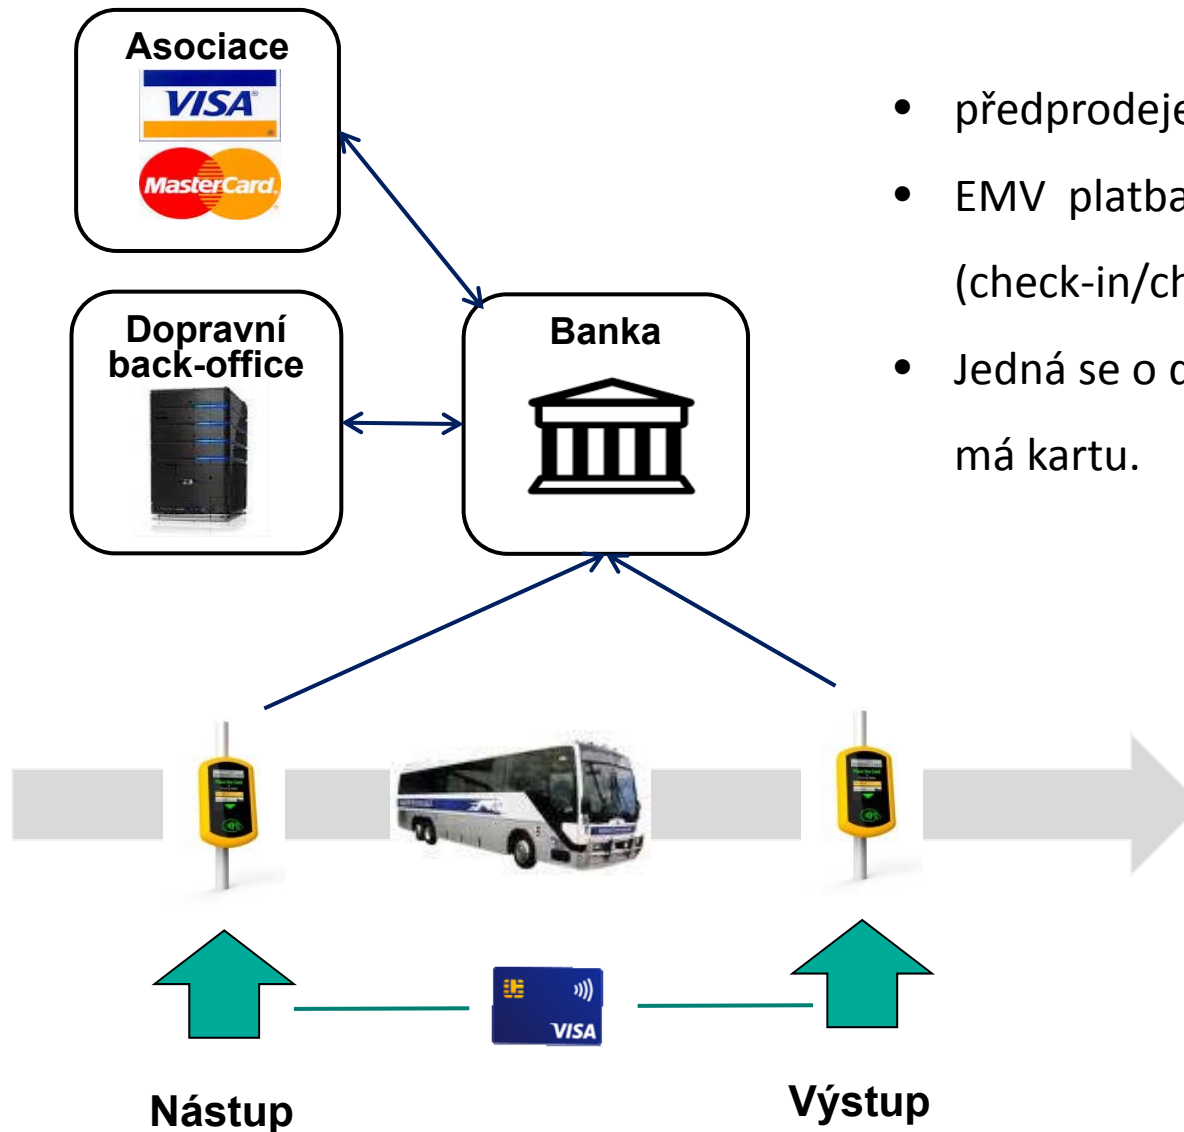 Asociace
VISA
MasterCard
Dopravní
back-office
Banka
předprodeje
EMV platba
(check-in/ch
Jedná se o
má kartu.
VISA
Nástup
Výstup